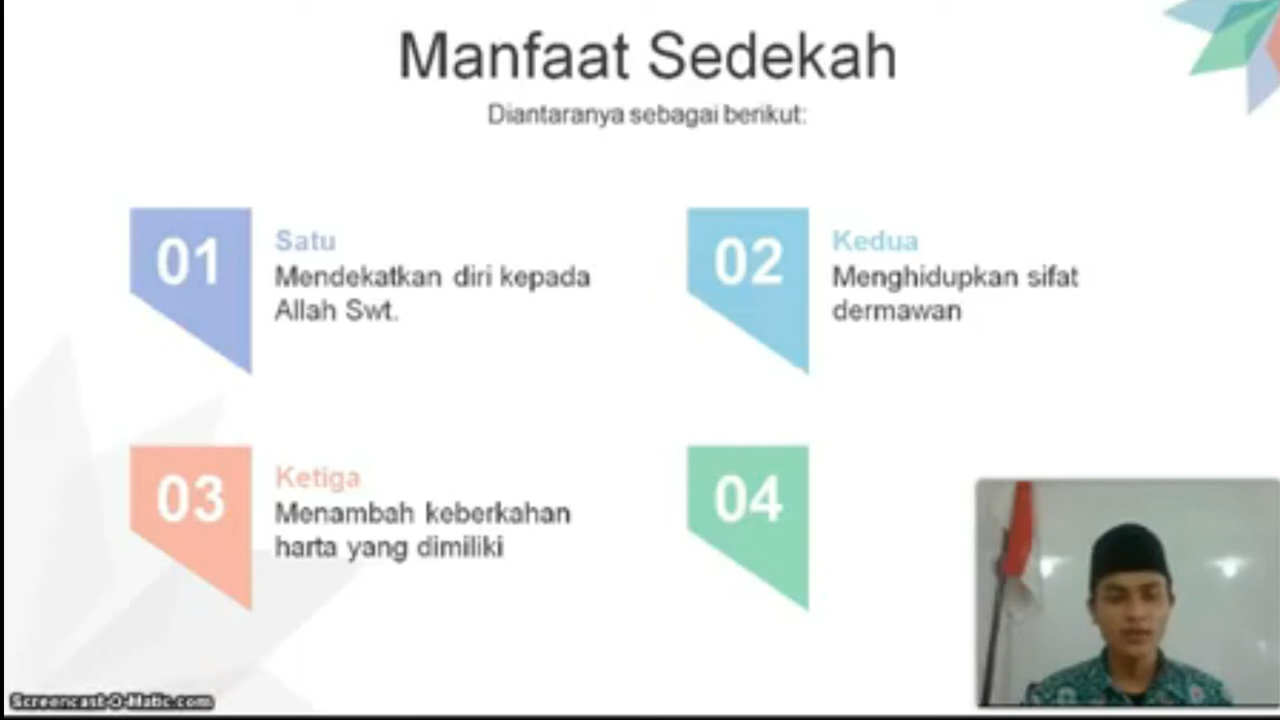 Manfaat Sedekah
Diantaranya sebagai berikut:
01
Satu
Mendekatkan diri kepada
Allah Swt.
02
Kedua
Menghidupkan sifat
dermawan
03
Ketiga
Menambah keberkahan
harta yang dimiliki
04
Screencast-O-Matic.com